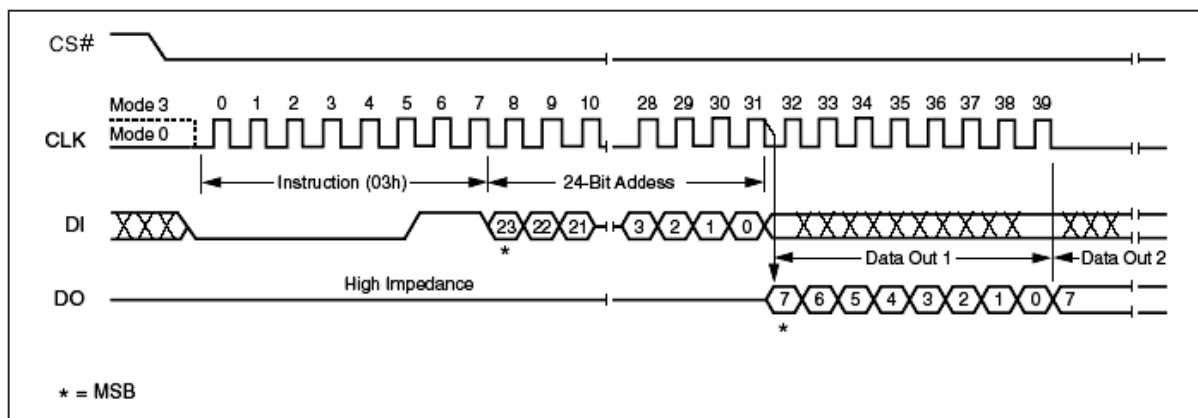 CS#
Mode 3
0 1 2 3 4 5 6 7 8 9 10 28 29 30 31 32 33 34 35 36 37 38 39
CLK
Mode 0
Instruction (03h)
24-Bit Addess
DI
23 22 21 3 2 1 0
*
Data Out 1
Data Out 2
High Impedance
DO
7 6 5 4 3 2 1 0 7
*
* = MSB